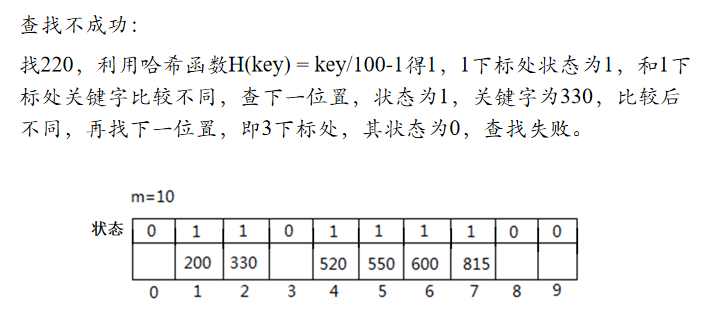 查找不成功：
找220，利用哈希函数H(key) = key/100-1得1，1下标处状态为1，和1下
标处关键字比较不同，查下一位置，状态为1，关键字为330，比较后
不同，再找下一位置，即3下标处，其状态为0，查找失败。
m=10
状态 0 1 1 0 1 1 1 1 0 0
200 330 520 550 600 815
0 1 2 3 4 5 6 7 8 9